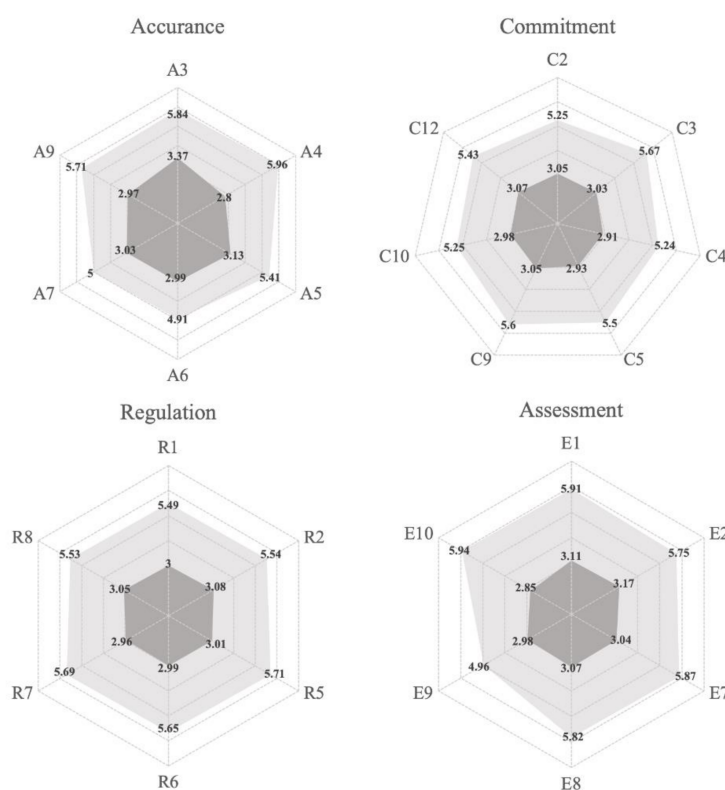 Accurance
A3
5.84
A9
5.71
3.37
5.96
A4
2.97
2.8
3.03
3.13
A7
5
2.99
5.41
A5
4.91
A6
Commitment
C2
5.25
C12
5.43
5.67
C3
3.05
3.07
3.03
C10
5.25
2.98
2.91
5.24
C4
3.05
2.93
5.6
5.5
C9
C5
Regulation
R1
5.49
R8
5.53
5.54
R2
3
3.05
3.08
2.96
3.01
R7
5.69
2.99
5.71
R5
5.65
R6
Assessment
E1
5.91
E10
5.94
5.75
E2
3.11
2.85
3.17
2.98
3.04
E9
4.96
3.07
5.87
E7
5.82
E8